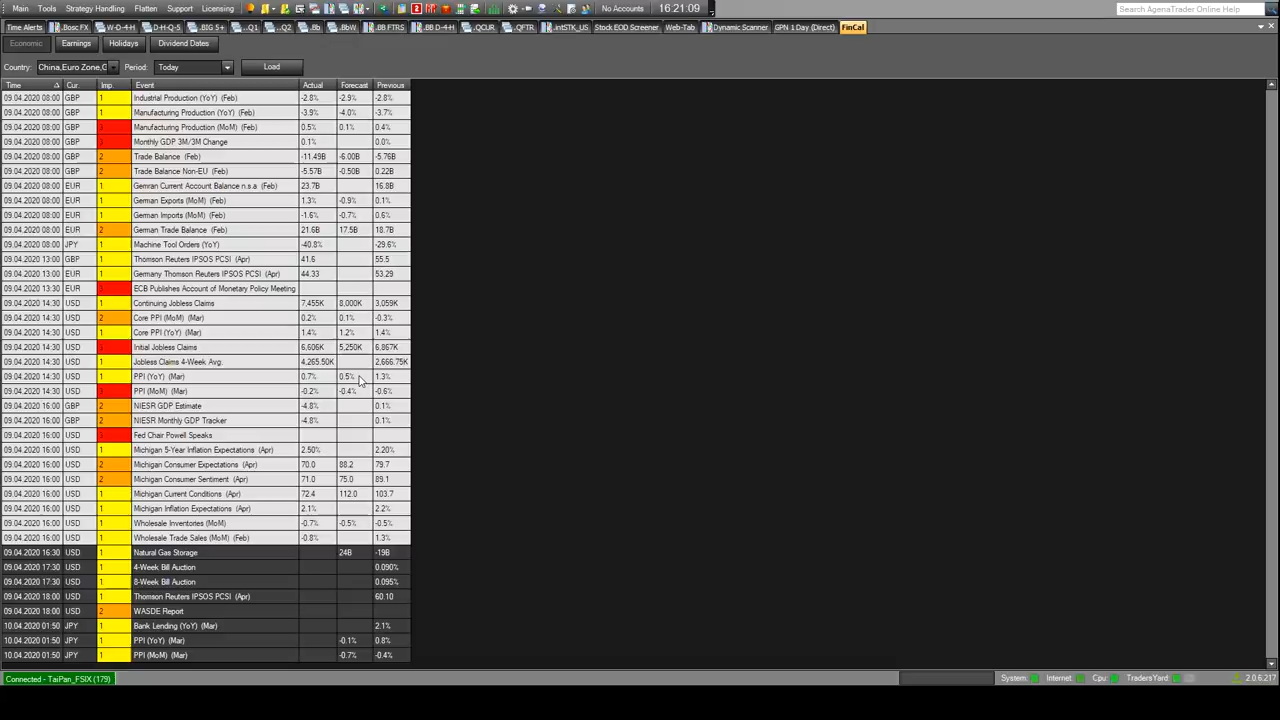 Main Tools Strategy Handling Flatten Support Licensing No Accounts 16:21:09 Search AgenaTrader Online Help
Time Alerts Bosc FX W-D-4-H D-H-Q-S BIG 5+ ..Q1 ..Q2 .Bb .BbW .BB FTRS .BB D-4-H .QCUR .QFTR .IntSTK_US Stock EOD Screener Web-Tab Dynamic Scanner GPN 1 Day (Direct) FinCal
Economic Earnings Holidays Dividend Dates
Country: China,Euro Zone,G Period: Today Load
Time Cur. Imp. Event Actual Forecast Previous
09.04.2020 08:00 GBP 1 Industrial Production (YoY) (Feb) -2.8% -2.9% -2.8%
09.04.2020 08:00 GBP 1 Manufacturing Production (YoY) (Feb) -3.9% -4.0% -3.7%
09.04.2020 08:00 GBP 3 Manufacturing Production (MoM) (Feb) 0.5% 0.1% 0.4%
09.04.2020 08:00 GBP 3 Monthly GDP 3M/3M Change 0.1% 0.0%
09.04.2020 08:00 GBP 2 Trade Balance (Feb) -11.49B -6.00B -5.76B
09.04.2020 08:00 GBP 2 Trade Balance Non-EU (Feb) -5.57B -0.50B 0.22B
09.04.2020 08:00 EUR 1 Gemran Current Account Balance n.s.a (Feb) 23.7B 16.8B
09.04.2020 08:00 EUR 1 German Exports (MoM) (Feb) 1.3% -0.9% 0.1%
09.04.2020 08:00 EUR 1 German Imports (MoM) (Feb) -1.6% -0.7% 0.6%
09.04.2020 08:00 EUR 2 German Trade Balance (Feb) 21.6B 17.5B 18.7B
09.04.2020 08:00 JPY 1 Machine Tool Orders (YoY) -40.8% -29.6%
09.04.2020 13:00 GBP 1 Thomson Reuters IPSOS PCSI (Apr) 41.6 55.5
09.04.2020 13:00 EUR 1 Germany Thomson Reuters IPSOS PCSI (Apr) 44.33 53.29
09.04.2020 13:30 EUR 3 ECB Publishes Account of Monetary Policy Meeting
09.04.2020 14:30 USD 1 Continuing Jobless Claims 7,455K 8,000K 3,059K
09.04.2020 14:30 USD 2 Core PPI (MoM) (Mar) 0.2% 0.1% -0.3%
09.04.2020 14:30 USD 1 Core PPI (YoY) (Mar) 1.4% 1.2% 1.4%
09.04.2020 14:30 USD 3 Initial Jobless Claims 6,606K 5,250K 6,867K
09.04.2020 14:30 USD 1 Jobless Claims 4-Week Avg. 4,265.50K 2,666.75K
09.04.2020 14:30 USD 1 PPI (YoY) (Mar) 0.7% 0.5% 1.3%
09.04.2020 14:30 USD 3 PPI (MoM) (Mar) -0.2% -0.4% -0.6%
09.04.2020 16:00 GBP 2 NIESR GDP Estimate -4.8% 0.1%
09.04.2020 16:00 GBP 2 NIESR Monthly GDP Tracker -4.8% 0.1%
09.04.2020 16:00 USD 3 Fed Chair Powell Speaks
09.04.2020 16:00 USD 1 Michigan 5-Year Inflation Expectations (Apr) 2.50% 2.20%
09.04.2020 16:00 USD 2 Michigan Consumer Expectations (Apr) 70.0 88.2 79.7
09.04.2020 16:00 USD 2 Michigan Consumer Sentiment (Apr) 71.0 75.0 89.1
09.04.2020 16:00 USD 1 Michigan Current Conditions (Apr) 72.4 112.0 103.7
09.04.2020 16:00 USD 1 Michigan Inflation Expectations (Apr) 2.1% 2.2%
09.04.2020 16:00 USD 1 Wholesale Inventories (MoM) -0.7% -0.5% -0.5%
09.04.2020 16:00 USD 1 Wholesale Trade Sales (MoM) (Feb) -0.8% 1.3%
09.04.2020 16:30 USD 1 Natural Gas Storage 24B -19B
09.04.2020 17:30 USD 1 4-Week Bill Auction 0.090%
09.04.2020 17:30 USD 1 8-Week Bill Auction 0.095%
09.04.2020 18:00 USD 1 Thomson Reuters IPSOS PCSI (Apr) 60.10
09.04.2020 18:00 USD 2 WASDE Report
10.04.2020 01:50 JPY 1 Bank Lending (YoY) (Mar) 2.1%
10.04.2020 01:50 JPY 1 PPI (YoY) (Mar) -0.1% 0.8%
10.04.2020 01:50 JPY 1 PPI (MoM) (Mar) -0.7% -0.4%
Connected - TaiPan_FSIX (179) System: Internet: Cpu: TradersYard: 2.0.6.217